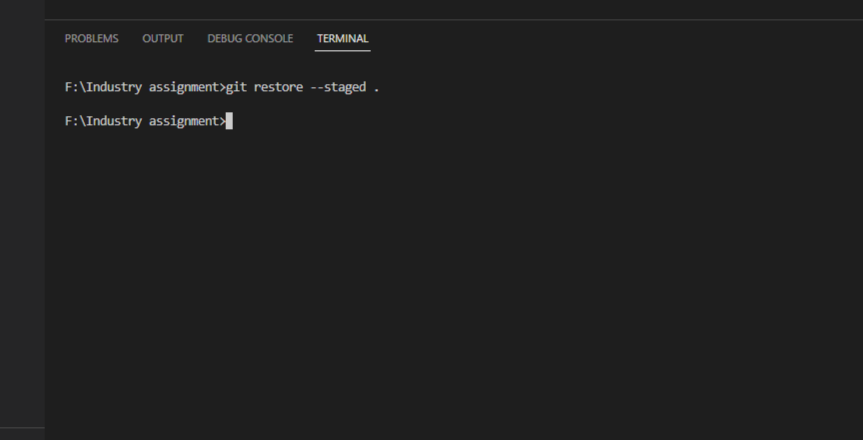 PROBLEMS OUTPUT DEBUG CONSOLE TERMINAL
F:\Industry assignment>git restore --staged .
F:\Industry assignment>